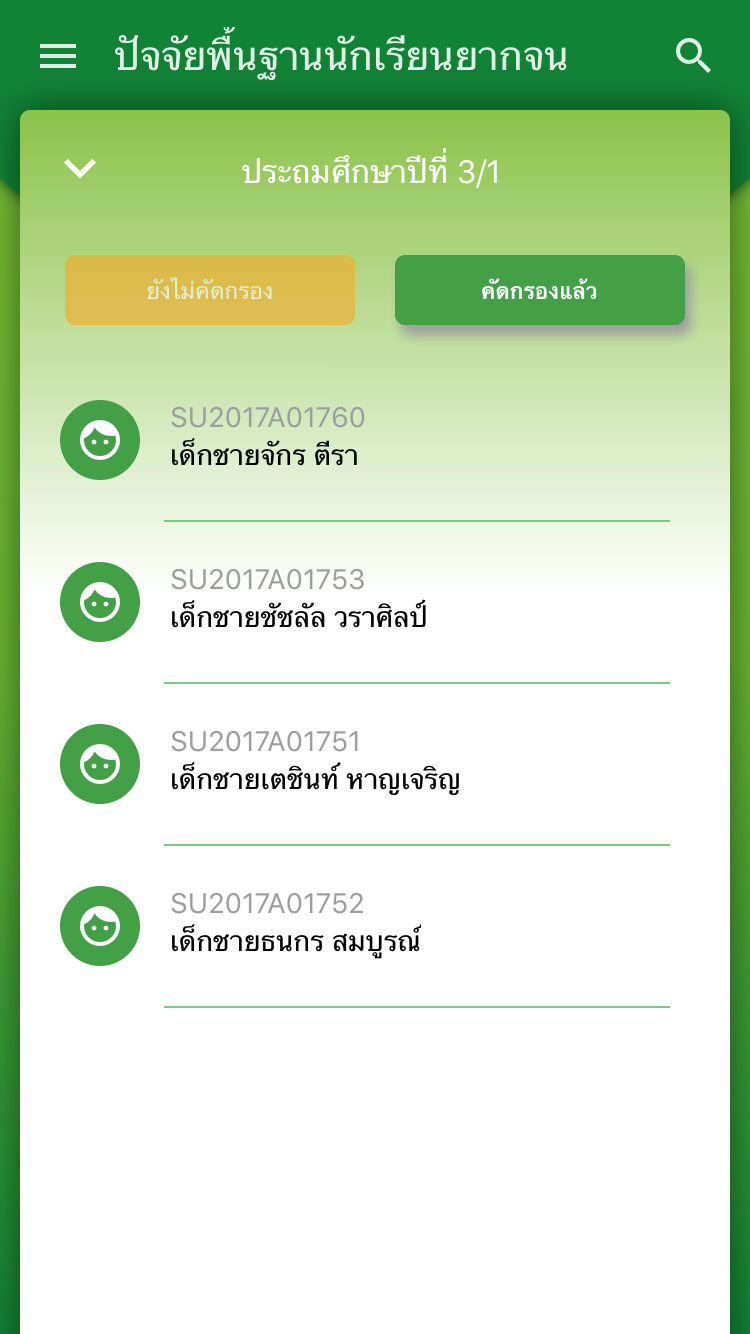 ปัจจัยพื้นฐานนักเรียนยากจน
ประถมศึกษาปีที่ 3/1
ยังไม่คัดกรอง
คัดกรองแล้ว
SU2017A01760
เด็กชายจักร ตีรา
SU2017A01753
เด็กชายชัชลัล วราศิลป์
SU2017A01751
เด็กชายเตชินท์ หาญเจริญ
SU2017A01752
เด็กชายธนกร สมบูรณ์